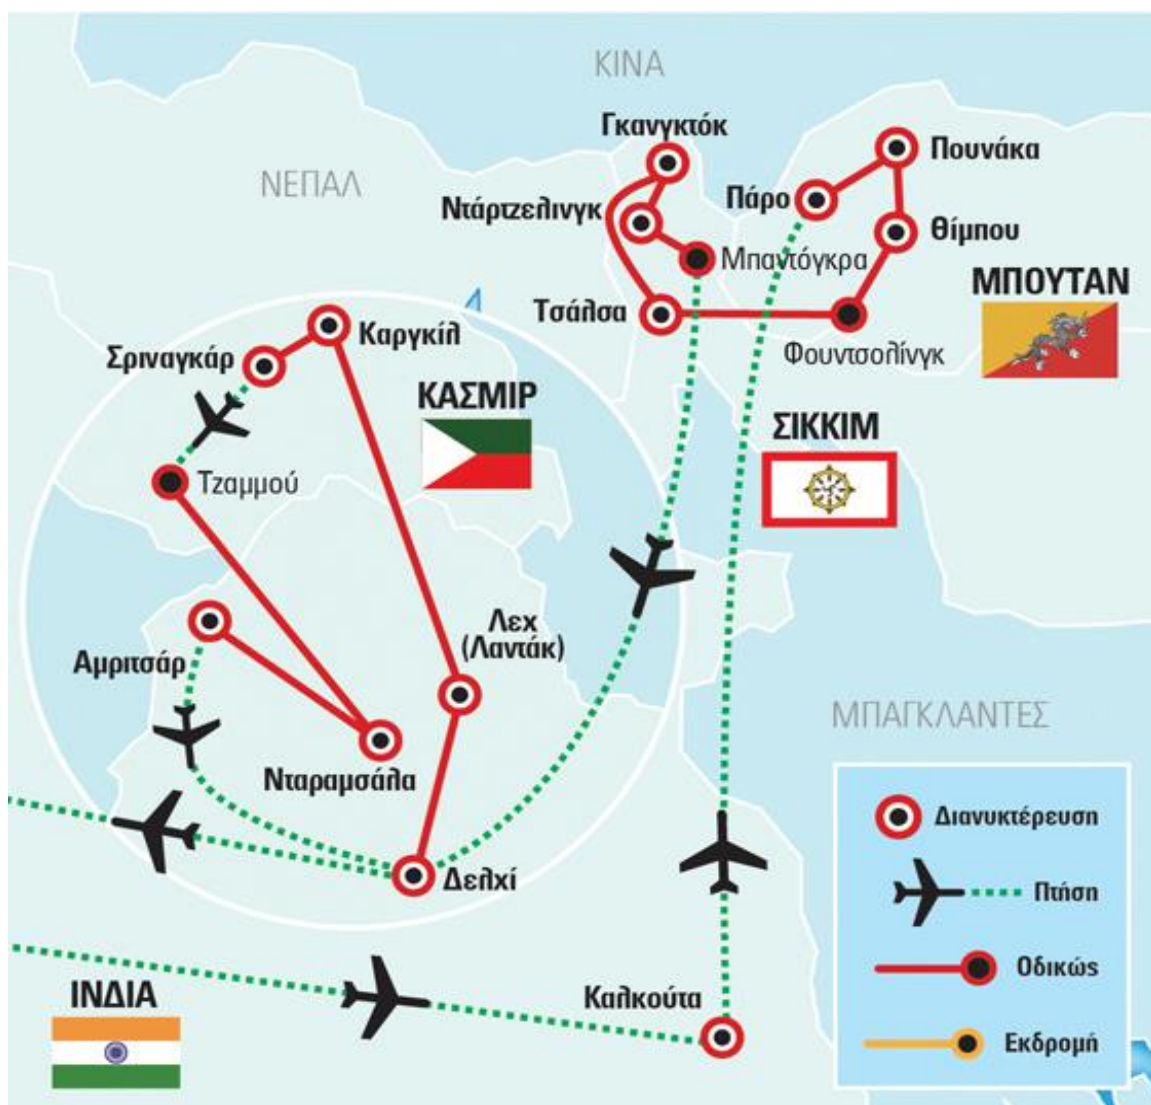 ΚΙΝΑ
Γκανγκτόκ
Πουνάκα
ΝΕΠΑΛ
Πάρο
Ντάρτζελινγκ
Θίμπου
Μπαντόγκρα
ΜΠΟΥΤΑΝ
Τσάλσα
Καργκίλ
Φουντσολίνγκ
Σριναγκάρ
ΚΑΣΜΙΡ
ΣΙΚΚΙΜ
Τζαμμού
Λεχ
(Λαντάκ)
Αμριτσάρ
ΜΠΑΓΚΛΑΝΤΕΣ
Νταραμσάλα
Διανυκτέρευση
Δελχί
Πτήση
Οδικώς
ΙΝΔΙΑ
Καλκούτα
Εκδρομή